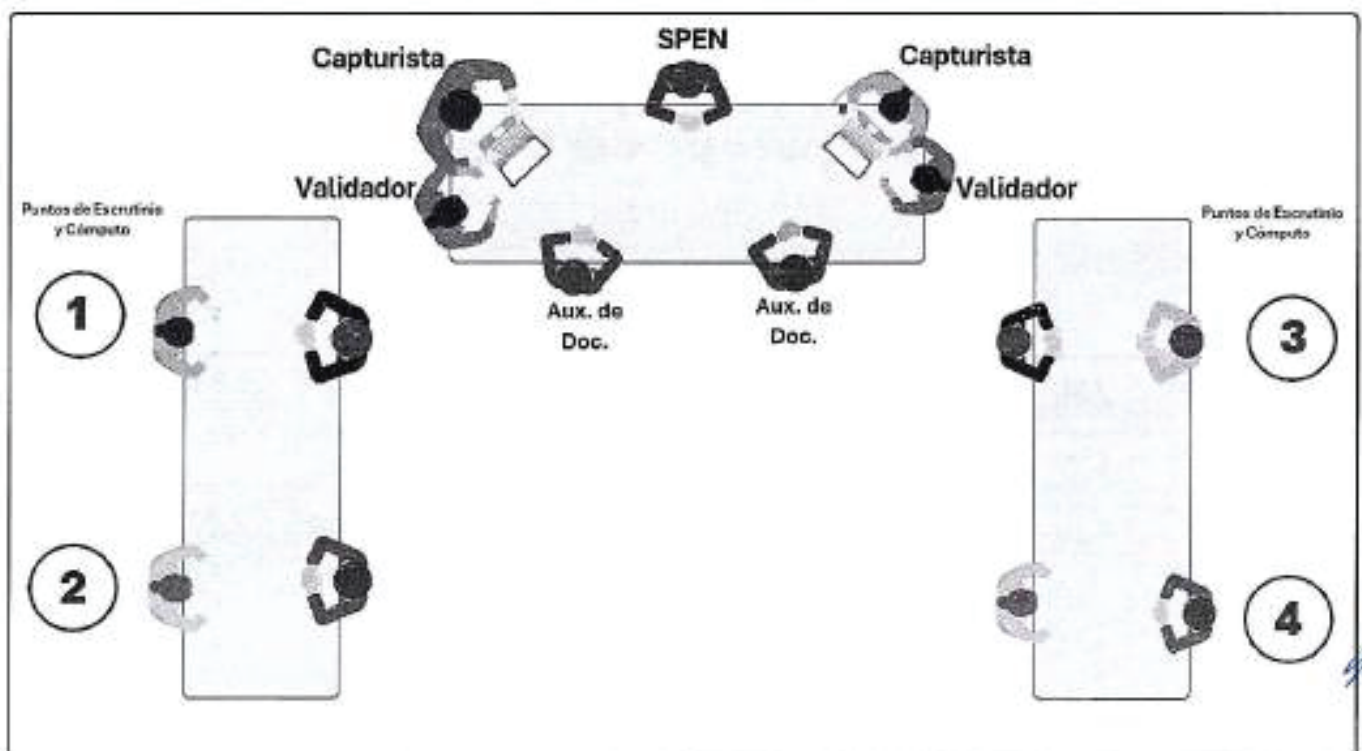 SPEN
Capturista
Capturista
Validador
Validador
Puntos de Escrutinio
y Cómputo
Puntos de Escrutinio
y Cómputo
1
Aux. de
Doc.
Aux. de
Doc.
3
2
4